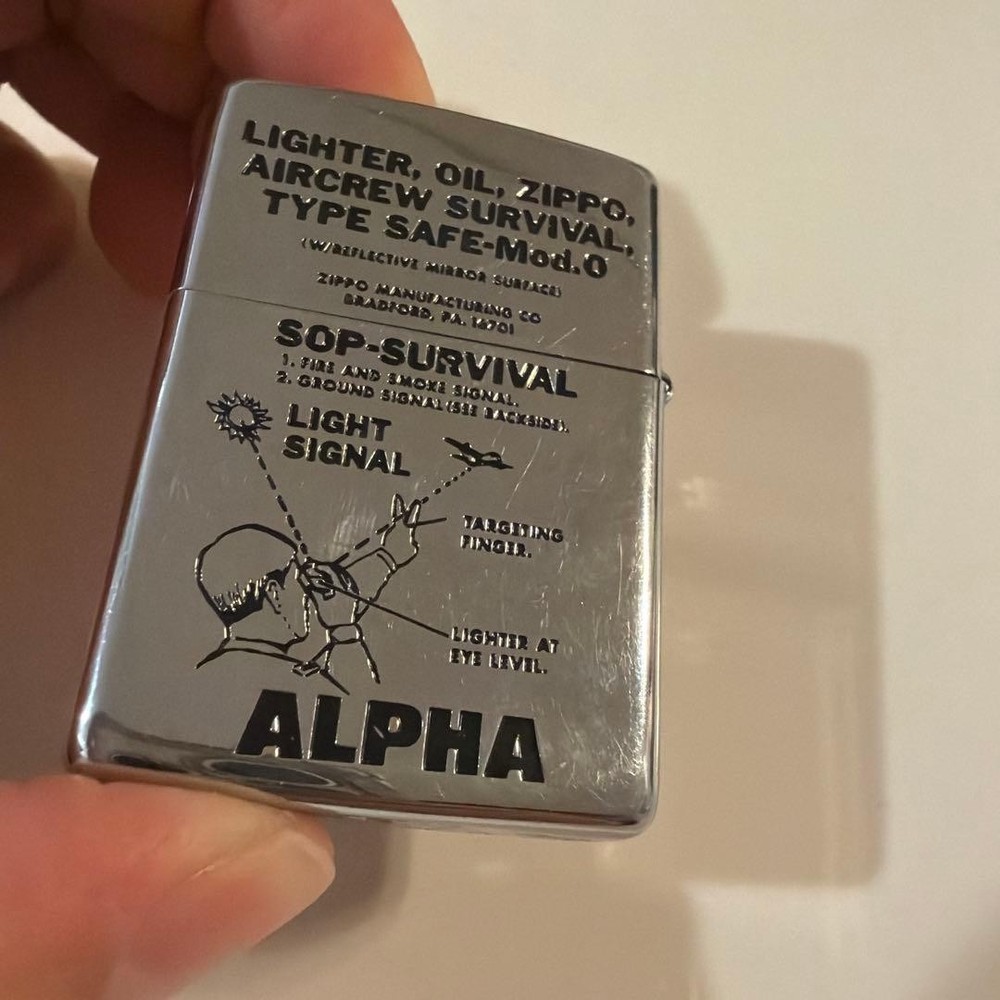 LIGHTER, OIL, ZIPPO,
AIRCREW SURVIVAL,
TYPE SAFE-Mod.0
(W/REFLECTIVE MIRROR SURFACE)
ZIPPO MANUFACTURING CO
BRADFORD, PA. 16701
SOP-SURVIVAL
1. FIRE AND SMOKE SIGNAL.
2. GROUND SIGNAL (SEE BACKSIDE).
LIGHT
SIGNAL
TARGETING
FINGER.
LIGHTER AT
EYE LEVEL.
ALPHA